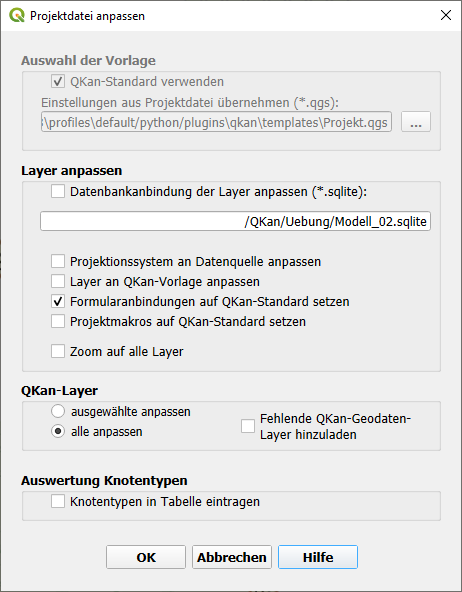 Projektdatei anpassen
Auswahl der Vorlage
QKan-Standard verwenden
Einstellungen aus Projektdatei übernehmen (*.qgs):
\profiles\default/python/plugins\qkan\templates\Projekt.qgs
...
Layer anpassen
Datenbankanbindung der Layer anpassen (*.sqlite):
/QKan/Uebung/Modell_02.sqlite
Projektionssystem an Datenquelle anpassen
Layer an QKan-Vorlage anpassen
Formularanbindungen auf QKan-Standard setzen
Projektmakros auf QKan-Standard setzen
Zoom auf alle Layer
QKan-Layer
ausgewählte anpassen
alle anpassen
Fehlende QKan-Geodaten-
Layer hinzuladen
Auswertung Knotentypen
Knotentypen in Tabelle eintragen
OK Abbrechen Hilfe